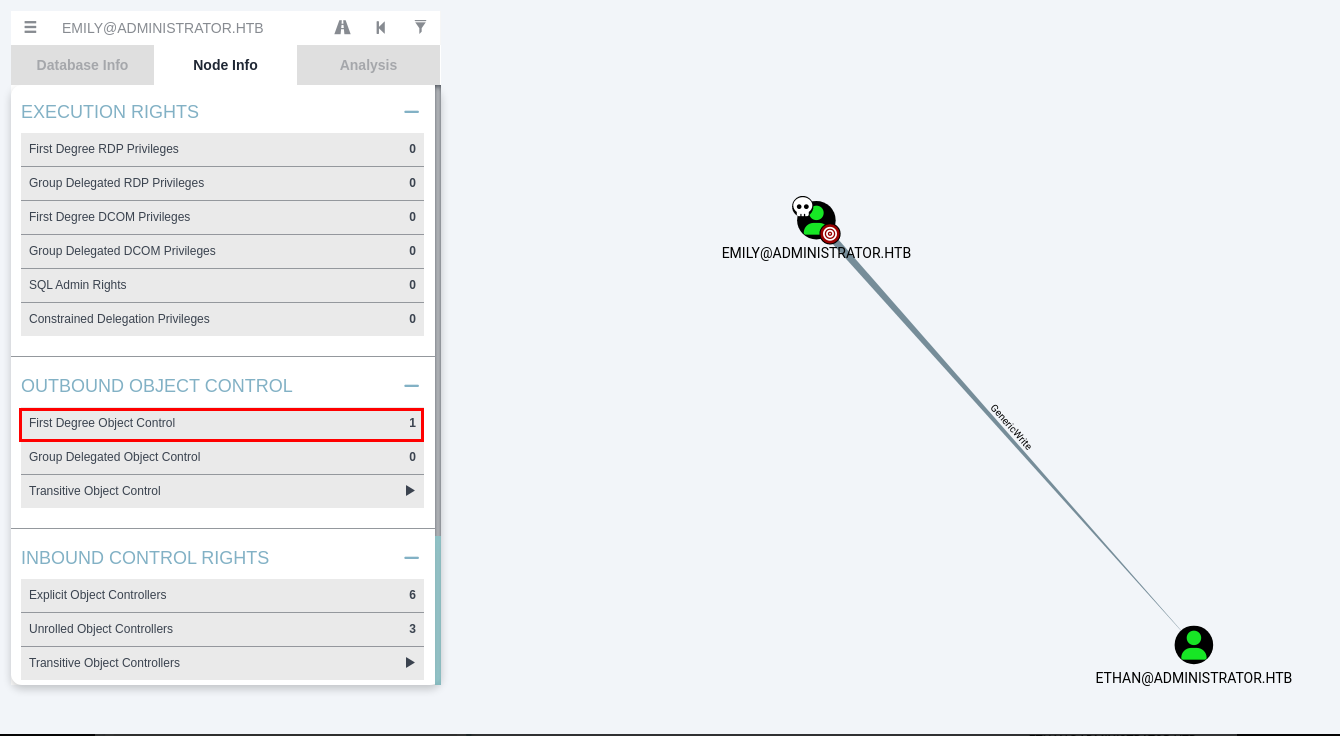 EMILY@ADMINISTRATOR.HTB
Database Info Node Info Analysis
EXECUTION RIGHTS
First Degree RDP Privileges 0
Group Delegated RDP Privileges 0
First Degree DCOM Privileges 0
Group Delegated DCOM Privileges 0
SQL Admin Rights 0
Constrained Delegation Privileges 0
OUTBOUND OBJECT CONTROL
First Degree Object Control 1
Group Delegated Object Control 0
Transitive Object Control
INBOUND CONTROL RIGHTS
Explicit Object Controllers 6
Unrolled Object Controllers 3
Transitive Object Controllers
EMILY@ADMINISTRATOR.HTB
GenericWrite
ETHAN@ADMINISTRATOR.HTB